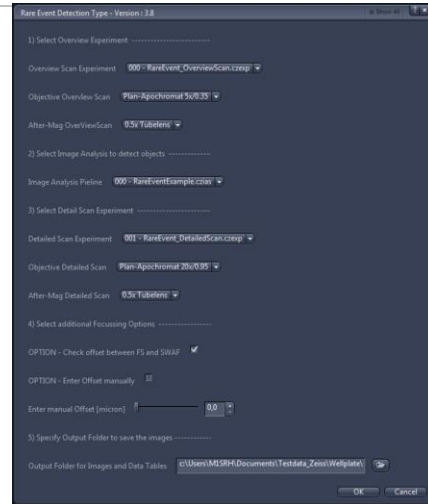 Rare Event Detection Type - Version : 3.8
Show All
1) Select Overview Experiment --------------------------
Overview Scan Experiment 000 - RareEvent_OverviewScan.czexp
Objective OvervIew Scan Plan-Apochromat 5x/0.35
After-Mag OverViewScan 0.5x Tubelens
2) Select Image Analysis to detect objects --------------
Image Analysis Pieline 000 - RareEventExample.czias
3) Select Detail Scan Experiment -------------------------
Detailed Scan Experiment 001 - RareEvent_DetailedScan.czexp
Objective Detailed Scan Plan-Apochromat 20x/0.95
After-Mag Detailed Scan 0.5x Tubelens
4) Select additional Focussing Options -----------------
OPTION - Check offset between FS and SWAF
OPTION - Enter Offset manually
Enter manual Offset [micron] 0,0
5) Specify Output Folder to save the images -----------
Output Folder for Images and Data Tables c:\Users\M1SRH\Documents\Testdata_Zeiss\Wellplate\
OK Cancel